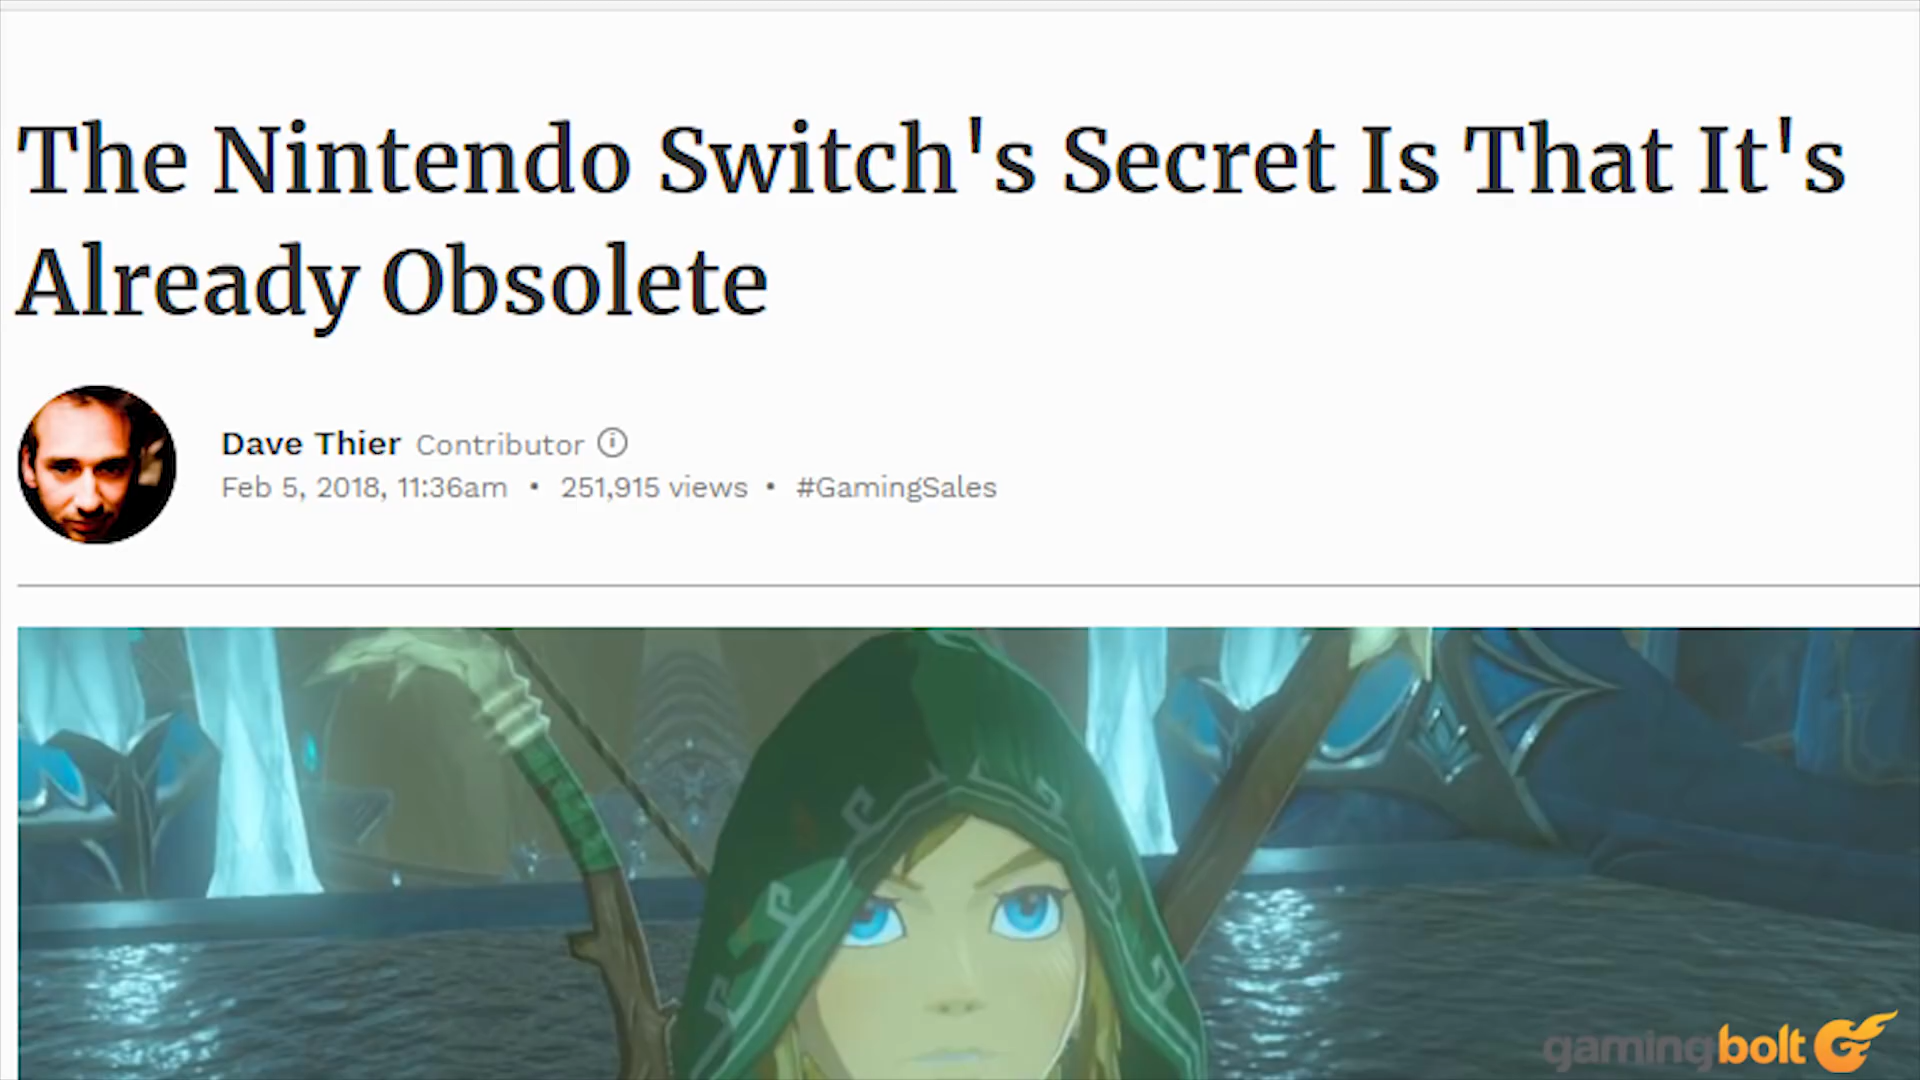 The Nintendo Switch's Secret Is That It's
Already Obsolete
Dave Thier Contributor
Feb 5, 2018, 11:36am • 251,915 views • #GamingSales
gamingbolt